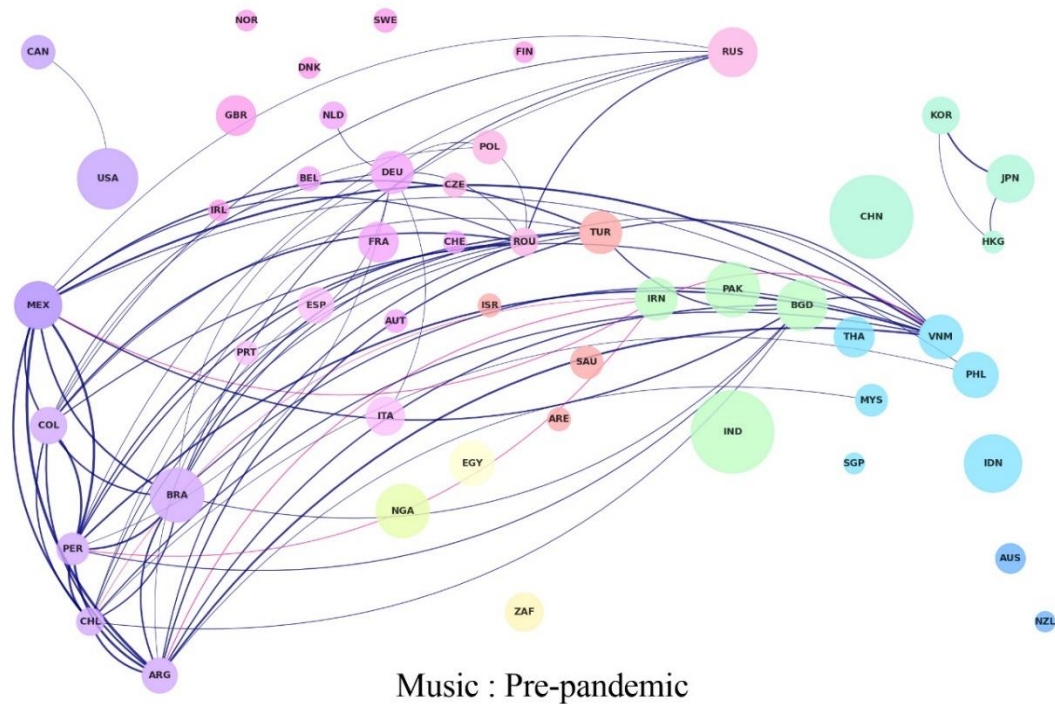 NOR
SWE
CAN
FIN
RUS
DNK
GBR
NLD
KOR
POL
USA
BEL
DEU
CZE
JPN
IRL
CHN
FRA
CHE
ROU
TUR
HKG
MEX
ESP
ISR
IRN
PAK
BGD
AUT
THA
VNM
PRT
SAU
PHL
MYS
COL
ITA
ARE
IND
EGY
SGP
IDN
BRA
NGA
PER
AUS
CHL
ZAF
NZL
ARG
Music : Pre-pandemic